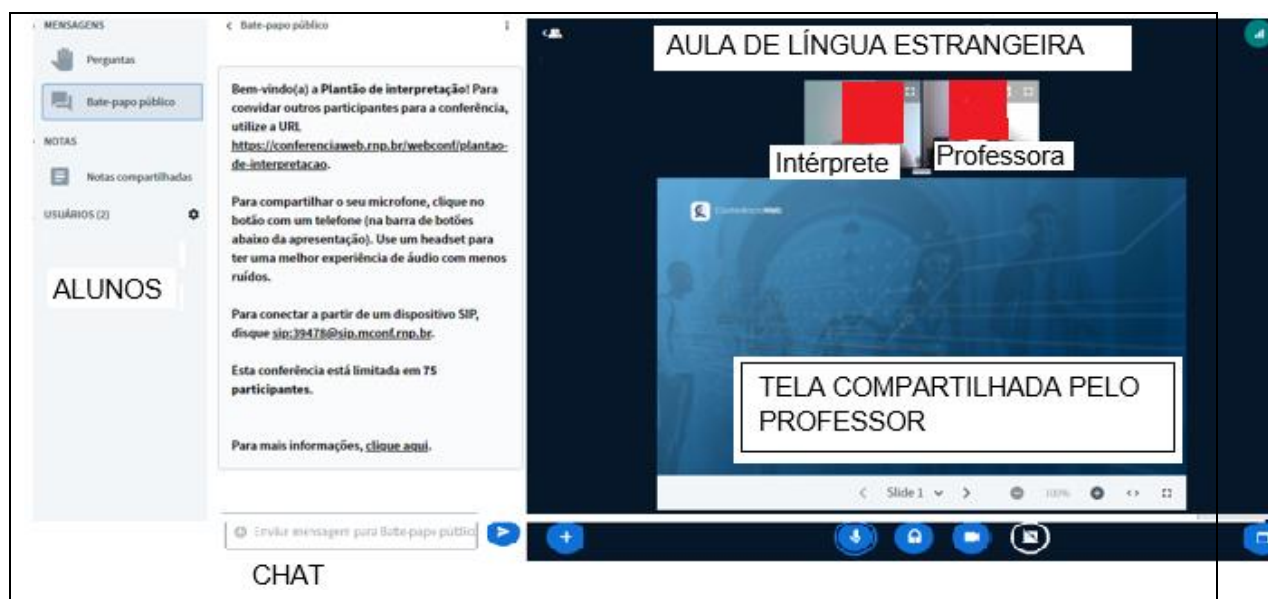 MENSAGENS
Perguntas
Bate-papo público
NOTAS
Notas compartilhadas
USUÁRIOS (2)
ALUNOS
Bate-papo público
Bem-vindo(a) a Plantão de interpretação! Para
convidar outros participantes para a conferência,
utilize a URL
https://conferenciaweb.rnp.br/webconf/plantao-
de-interpretacao.
Para compartilhar o seu microfone, clique no
botão com um telefone (na barra de botões
abaixo da apresentação). Use um headset para
ter uma melhor experiência de áudio com menos
ruídos.
Para conectar a partir de um dispositivo SIP,
disque sip:39478@sip.mconf.rnp.br.
Esta conferência está limitada em 75
participantes.
Para mais informações, clique aqui.
Enviar mensagem para Bate-papo público
CHAT
AULA DE LÍNGUA ESTRANGEIRA
Intérprete
Professora
ConferênciaWeb
TELA COMPARTILHADA PELO
PROFESSOR
Slide 1
100%